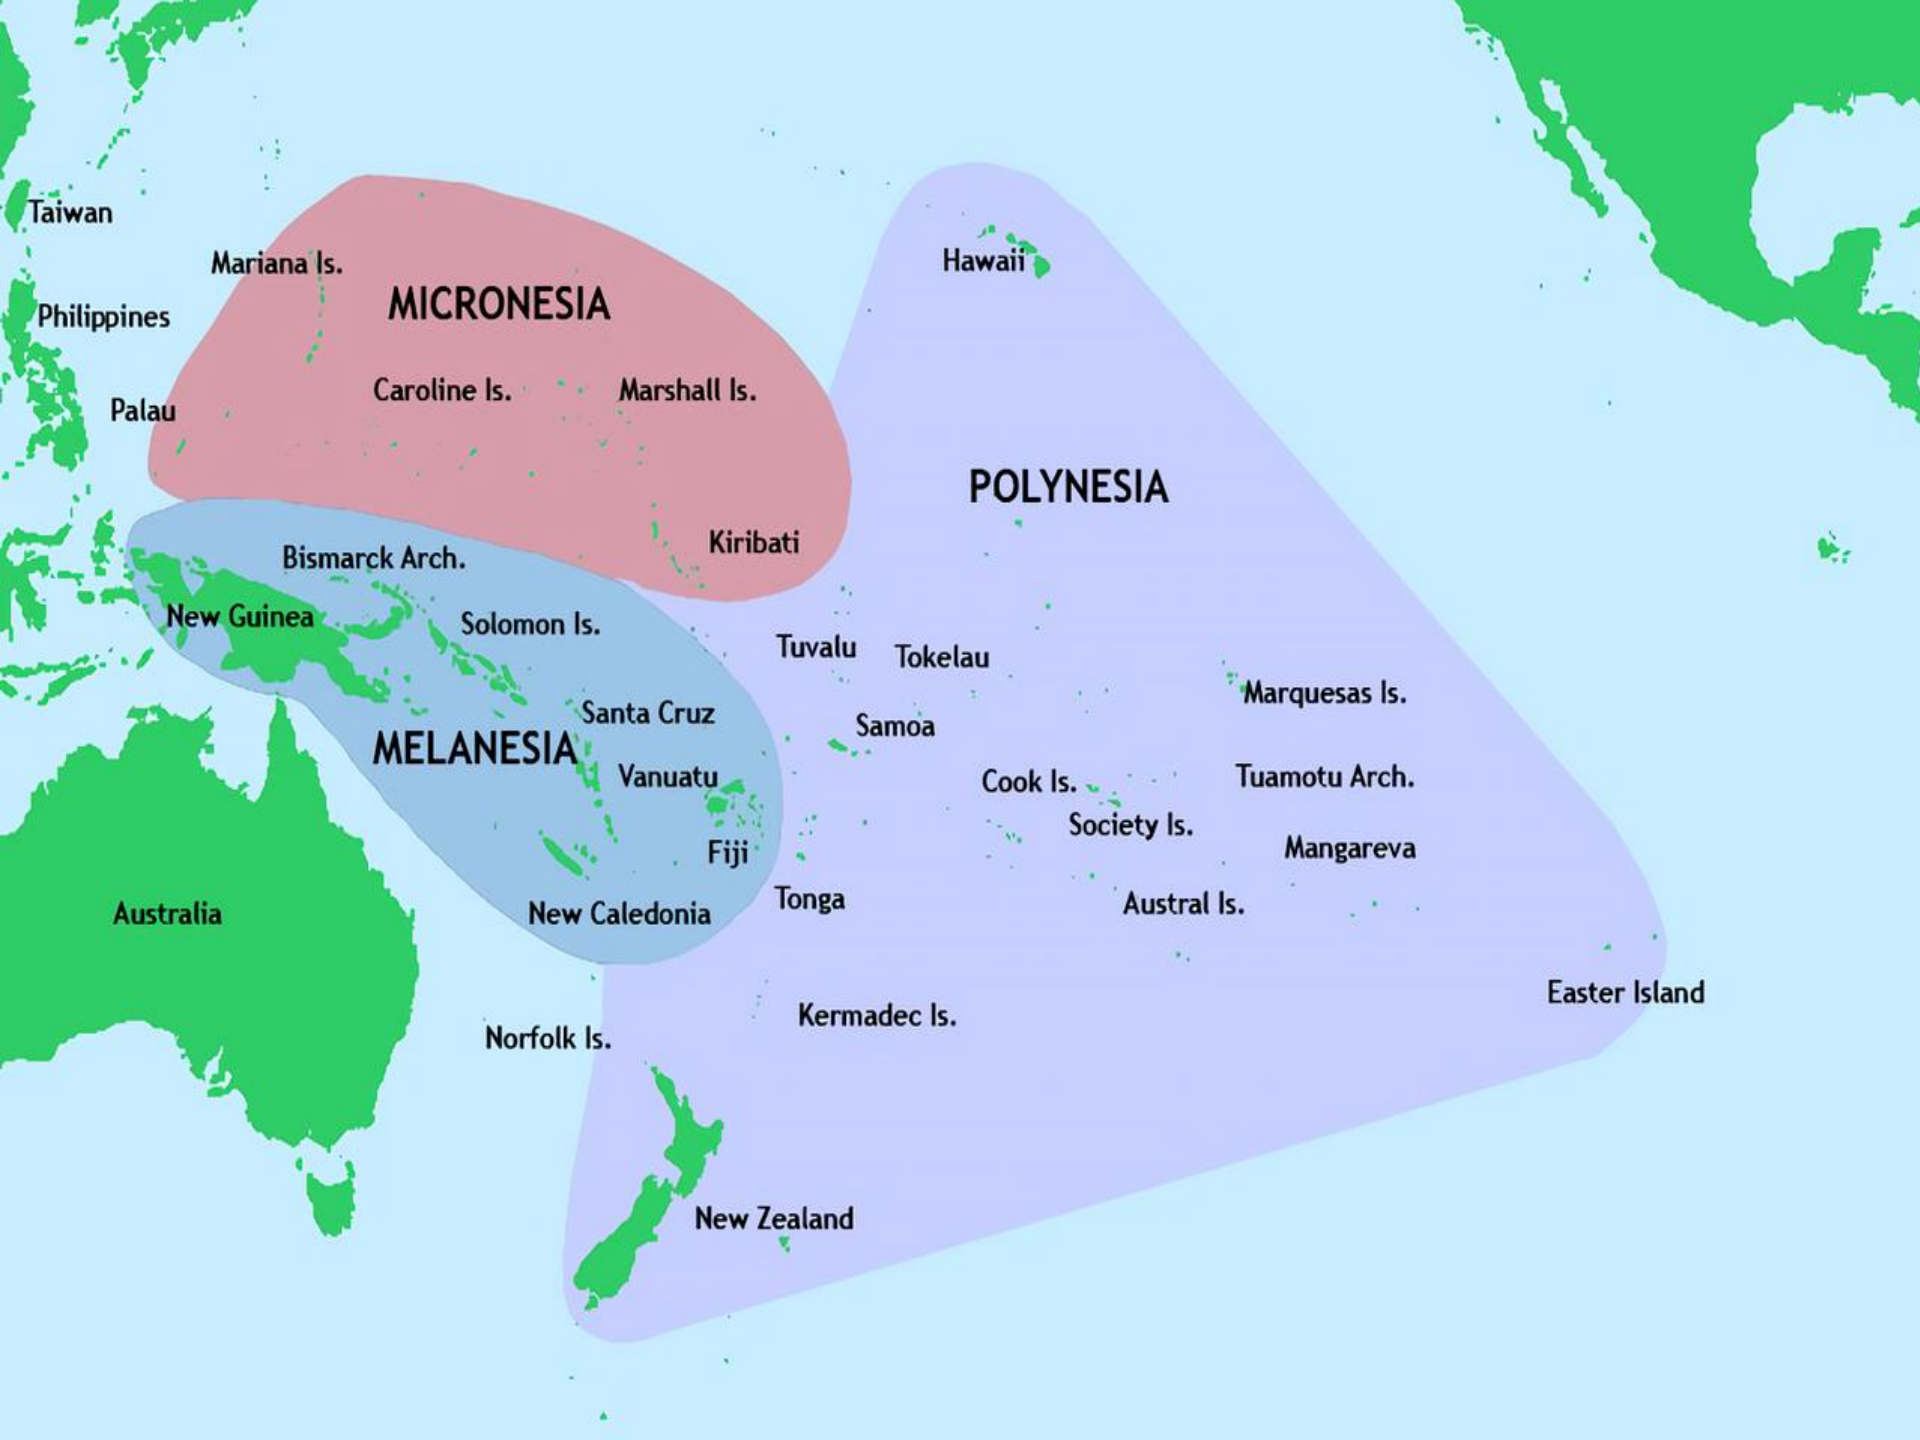 Taiwan
Mariana Is.
Hawaii
MICRONESIA
Philippines
Caroline Is.
Marshall Is.
Palau
POLYNESIA
Kiribati
Bismarck Arch.
New Guinea
Solomon Is.
Tuvalu
Tokelau
Marquesas Is.
Santa Cruz
Samoa
MELANESIA
Vanuatu
Cook Is.
Tuamotu Arch.
Society Is.
Fiji
Mangareva
Tonga
Austral Is.
Australia
New Caledonia
Easter Island
Kermadec Is.
Norfolk Is.
New Zealand